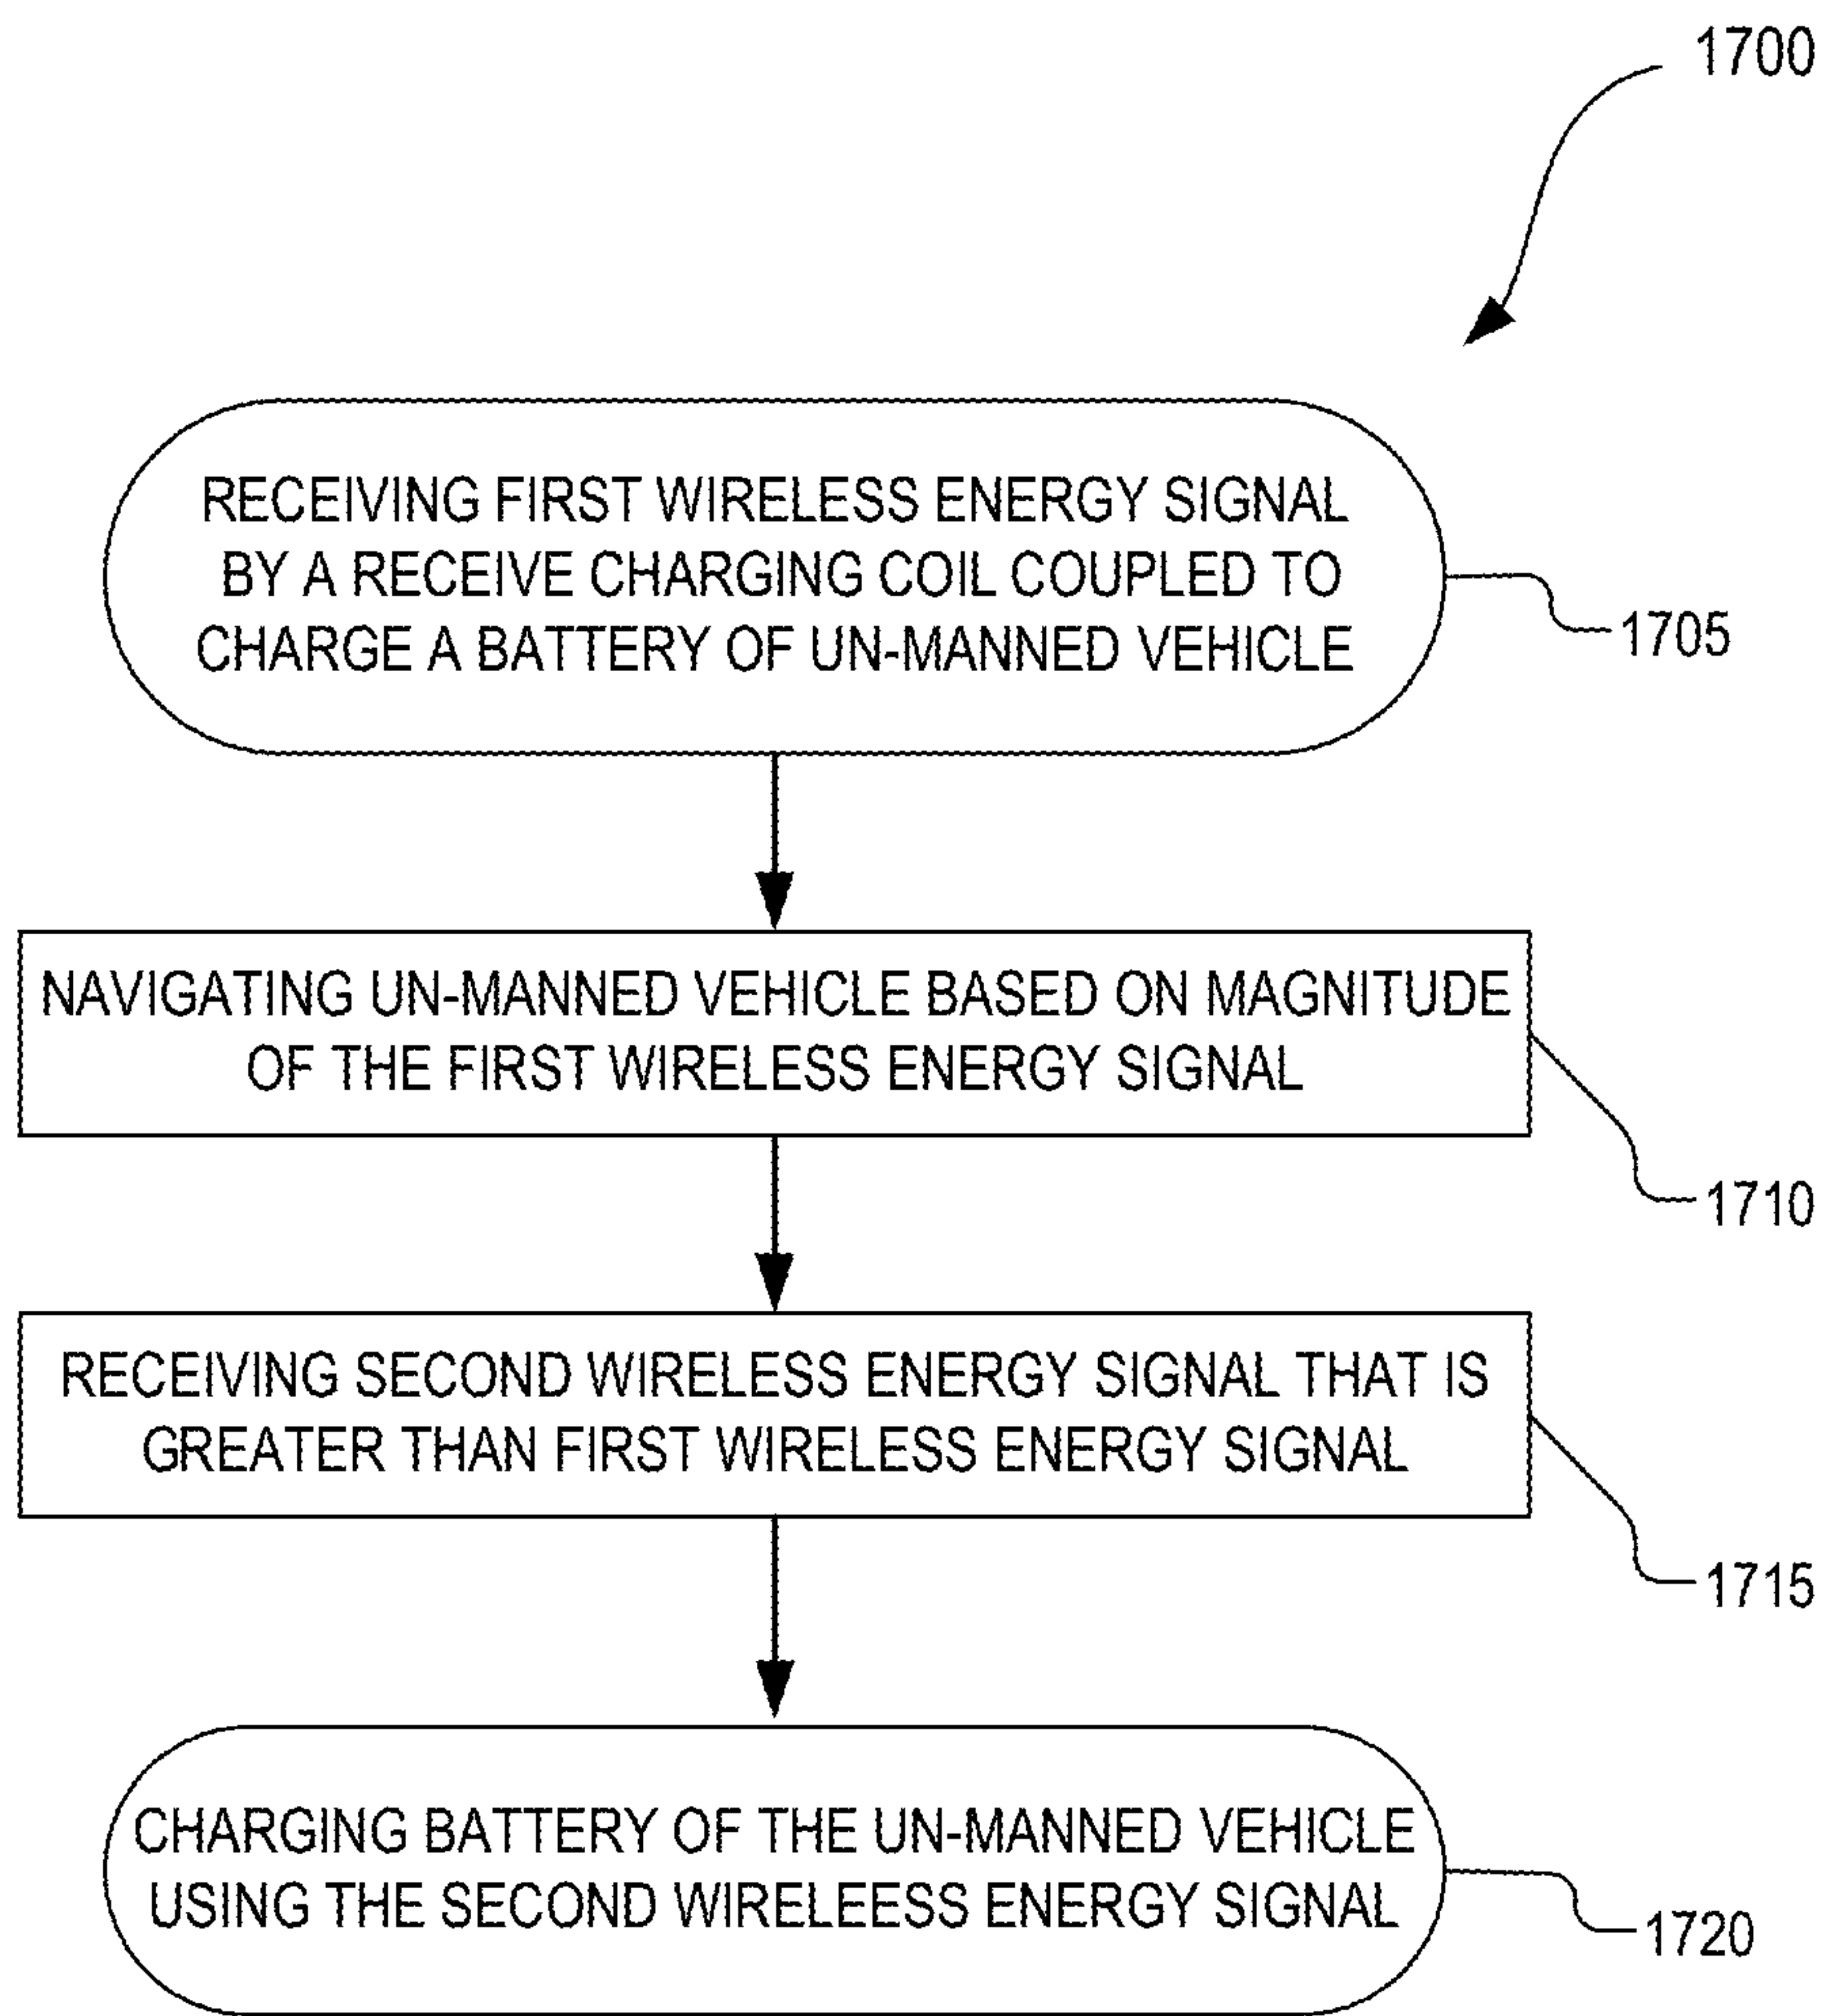 1700
RECEIVING FIRST WIRELESS ENERGY SIGNAL
BY A RECEIVE CHARGING COIL COUPLED TO
CHARGE A BATTERY OF UN-MANNED VEHICLE
1705
NAVIGATING UN-MANNED VEHICLE BASED ON MAGNITUDE
OF THE FIRST WIRELESS ENERGY SIGNAL
1710
RECEIVING SECOND WIRELESS ENERGY SIGNAL THAT IS
GREATER THAN FIRST WIRELESS ENERGY SIGNAL
1715
CHARGING BATTERY OF THE UN-MANNED VEHICLE
USING THE SECOND WIRELEESS ENERGY SIGNAL
1720